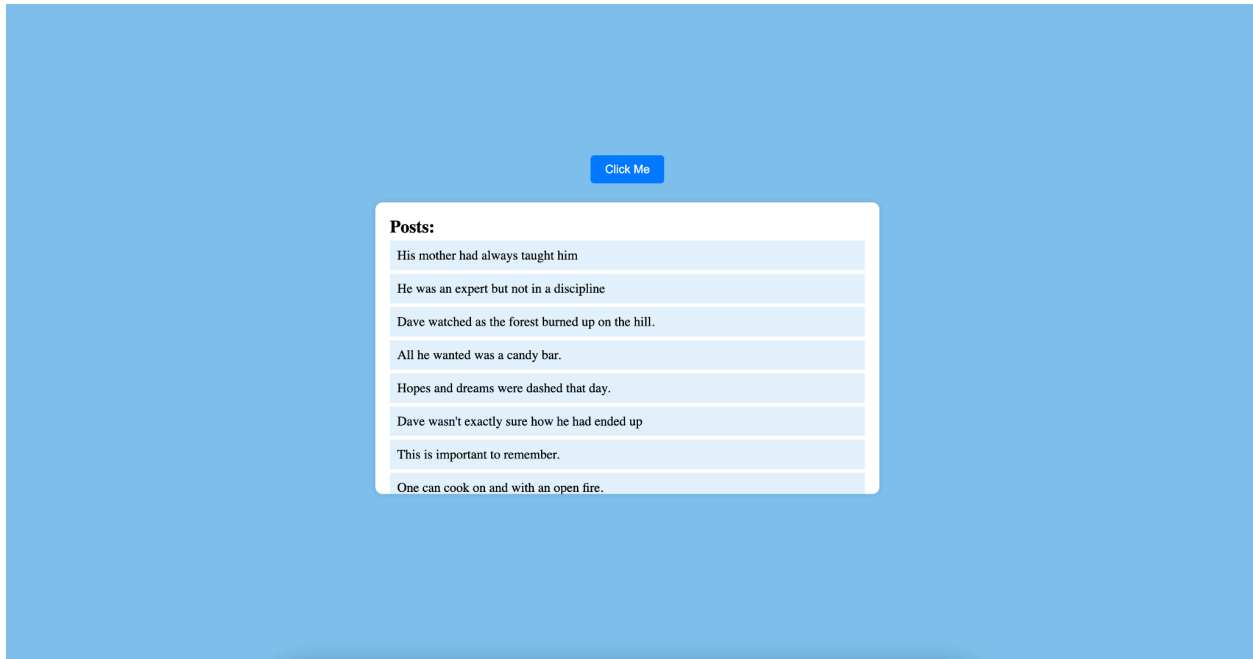 Click Me
Posts:
His mother had always taught him
He was an expert but not in a discipline
Dave watched as the forest burned up on the hill.
All he wanted was a candy bar.
Hopes and dreams were dashed that day.
Dave wasn't exactly sure how he had ended up
This is important to remember.
One can cook on and with an open fire.